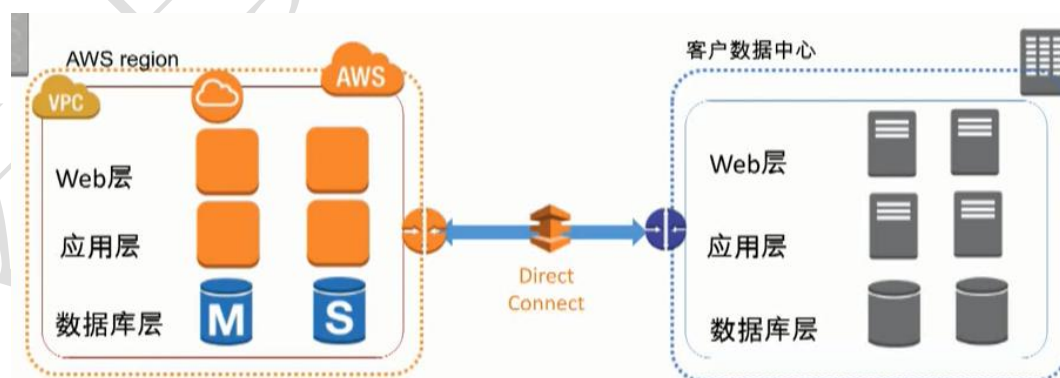 AWS region
AWS
VPC
Web层
应用层
数据库层
M
S
Direct
Connect
客户数据中心
Web层
应用层
数据库层